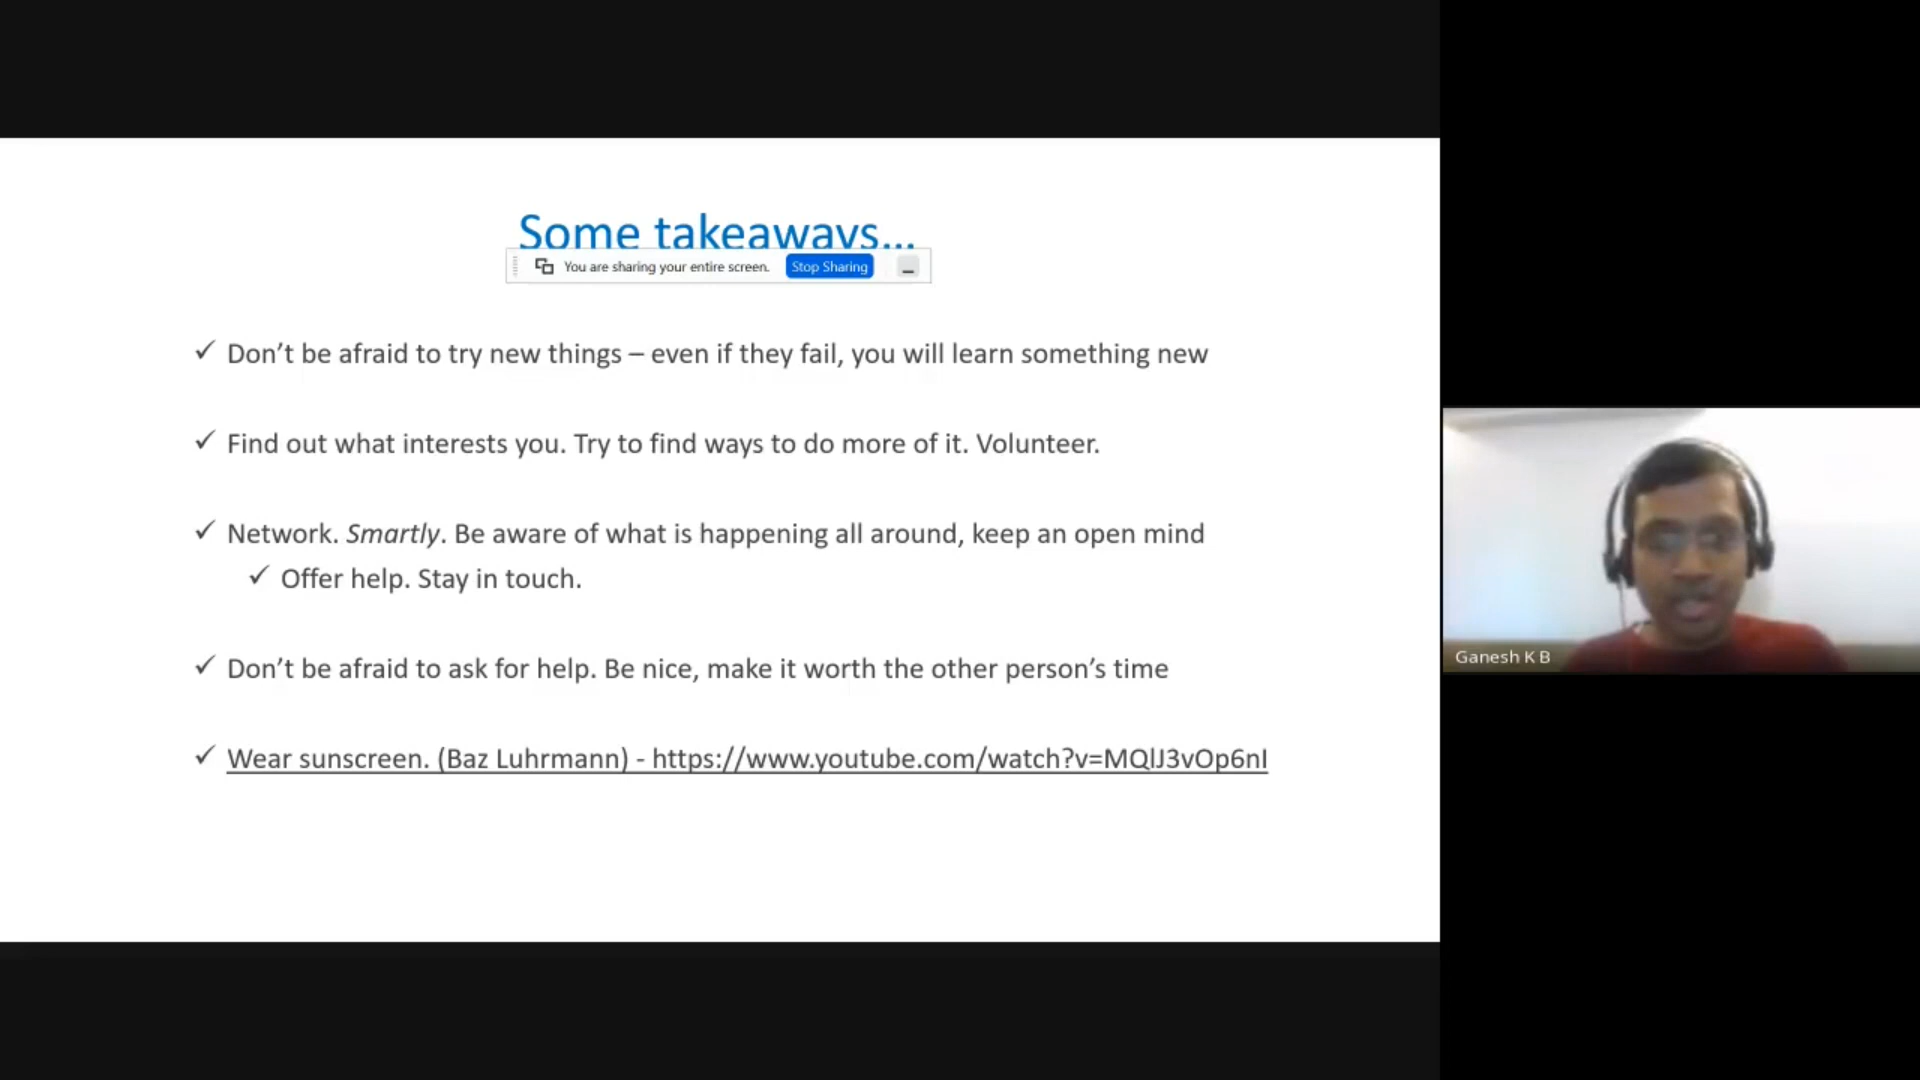 Some takeaways...
You are sharing your entire screen. Stop Sharing
✓ Don’t be afraid to try new things – even if they fail, you will learn something new
✓ Find out what interests you. Try to find ways to do more of it. Volunteer.
✓ Network. Smartly. Be aware of what is happening all around, keep an open mind
✓ Offer help. Stay in touch.
✓ Don’t be afraid to ask for help. Be nice, make it worth the other person’s time
✓ Wear sunscreen. (Baz Luhrmann) - https://www.youtube.com/watch?v=MQlJ3vOp6nI
Ganesh K B